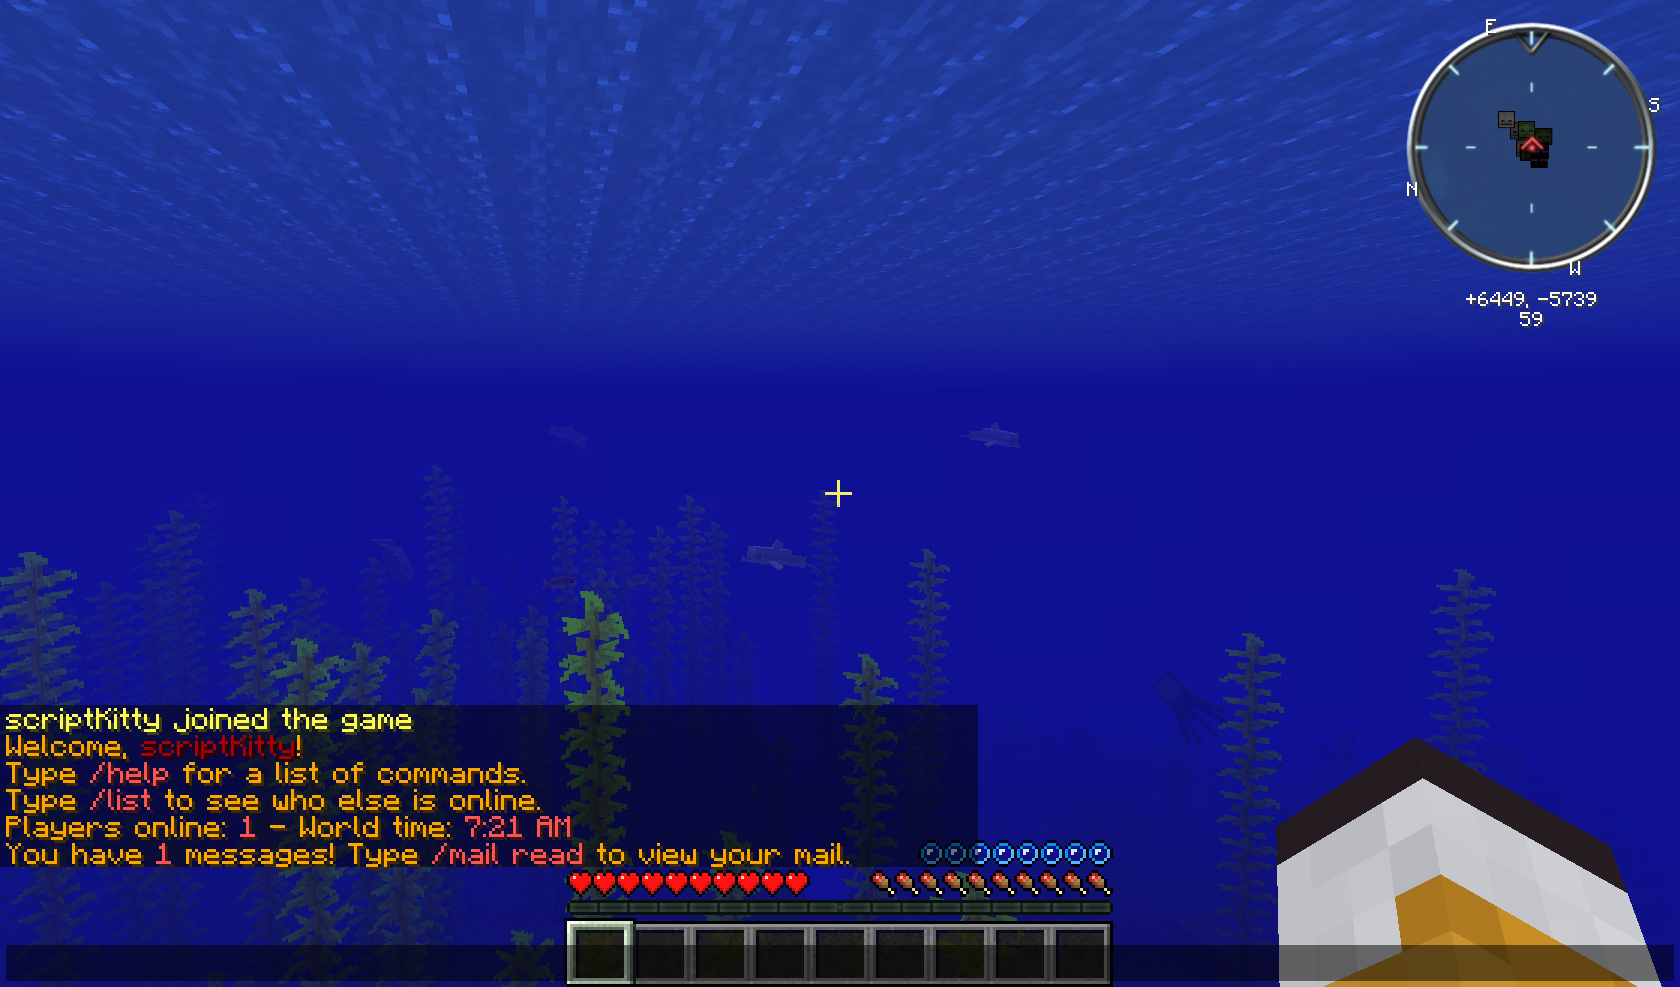 E
S
N
W
+6449, -5739
59
scriptKitty joined the game
Welcome, scriptKitty!
Type /help for a list of commands.
Type /list to see who else is online.
Players online: 1 - World time: 7:21 AM
You have 1 messages! Type /mail read to view your mail.